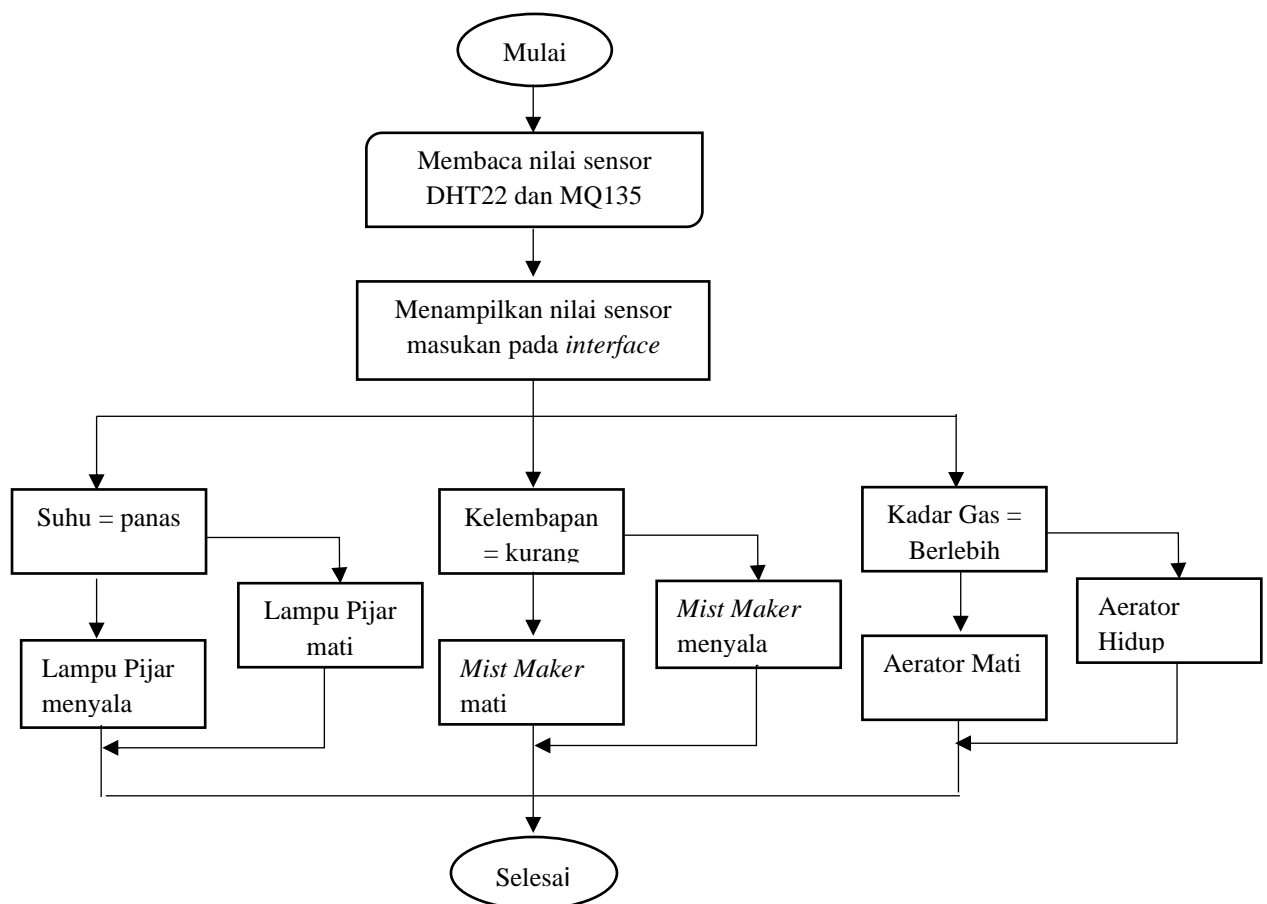 Mulai
Membaca nilai sensor
DHT22 dan MQ135
Menampilkan nilai sensor
masukan pada interface
Suhu = panas
Kelembapan
= kurang
Kadar Gas =
Berlebih
Lampu Pijar
mati
Mist Maker
menyala
Aerator
Hidup
Lampu Pijar
menyala
Mist Maker
mati
Aerator Mati
Selesai